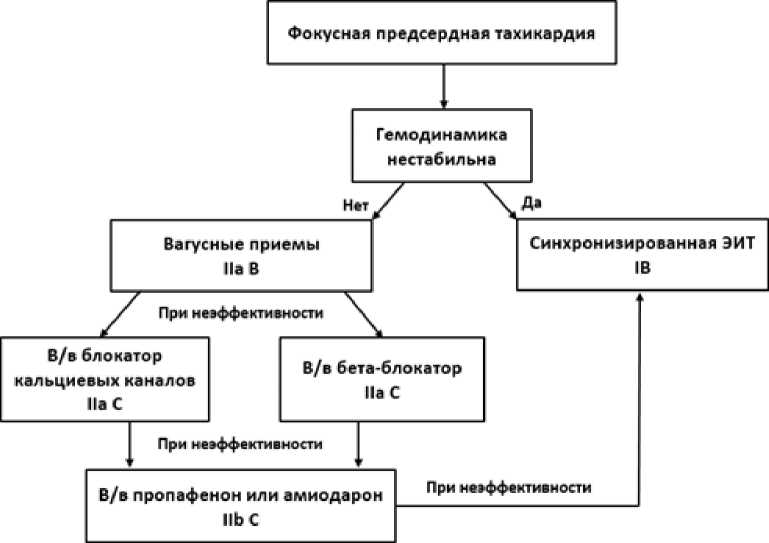 Фокусная предсердная тахикардия
Гемодинамика
нестабильна
Нет
Да
Вагусные приемы
IIa B
Синхронизированная ЭИТ
IB
При неэффективности
В/в блокатор
кальциевых каналов
IIa C
В/в бета-блокатор
IIa C
При неэффективности
В/в пропафенон или амиодарон
IIb C
При неэффективности